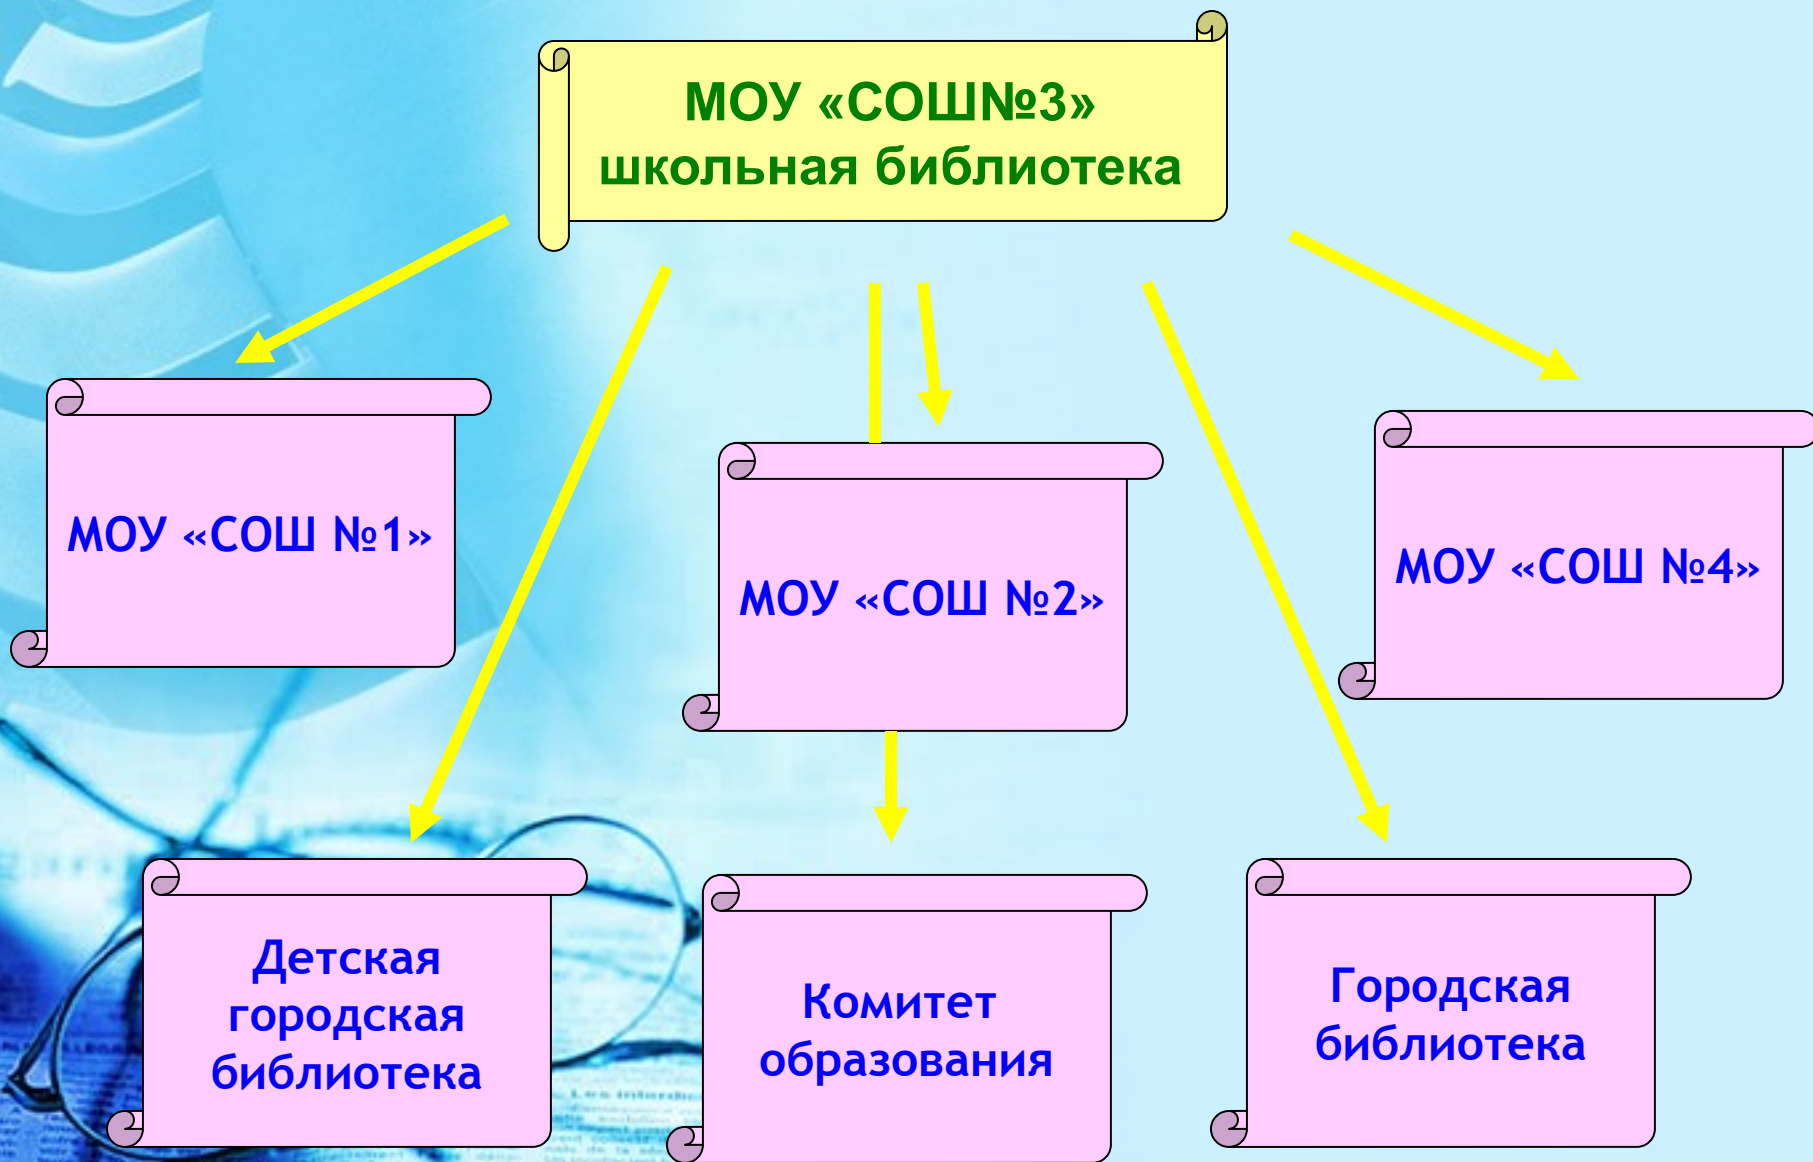 МОУ «СОШ№3»
школьная библиотека
МОУ «СОШ №1»
МОУ «СОШ №2»
МОУ «СОШ №4»
Детская
городская
библиотека
Комитет
образования
Городская
библиотека